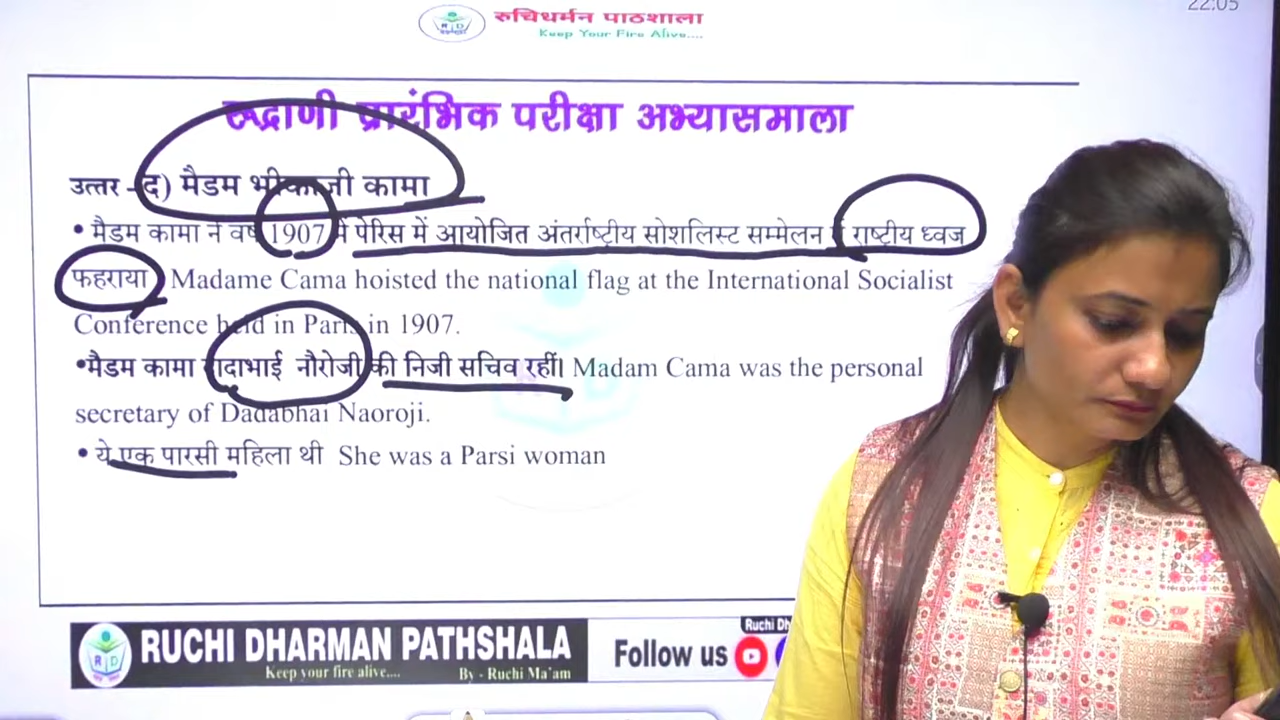 22:05
रुचिधर्मन पाठशाला
Keep Your Fire Alive....
रूद्राणी प्रारंभिक परीक्षा अभ्यासमाला
उत्तर - द) मैडम भीकाजी कामा
• मैडम कामा ने वर्ष 1907 में पेरिस में आयोजित अंतर्राष्ट्रीय सोशलिस्ट सम्मेलन में राष्ट्रीय ध्वज
फहराया Madame Cama hoisted the national flag at the International Socialist
Conference held in Paris in 1907.
•मैडम कामा दादाभाई नौरोजी की निजी सचिव रहीं। Madam Cama was the personal
secretary of Dadabhai Naoroji.
• ये एक पारसी महिला थी She was a Parsi woman
RUCHI DHARMAN PATHSHALA
Keep your fire alive.... By - Ruchi Ma'am
Follow us
Ruchi